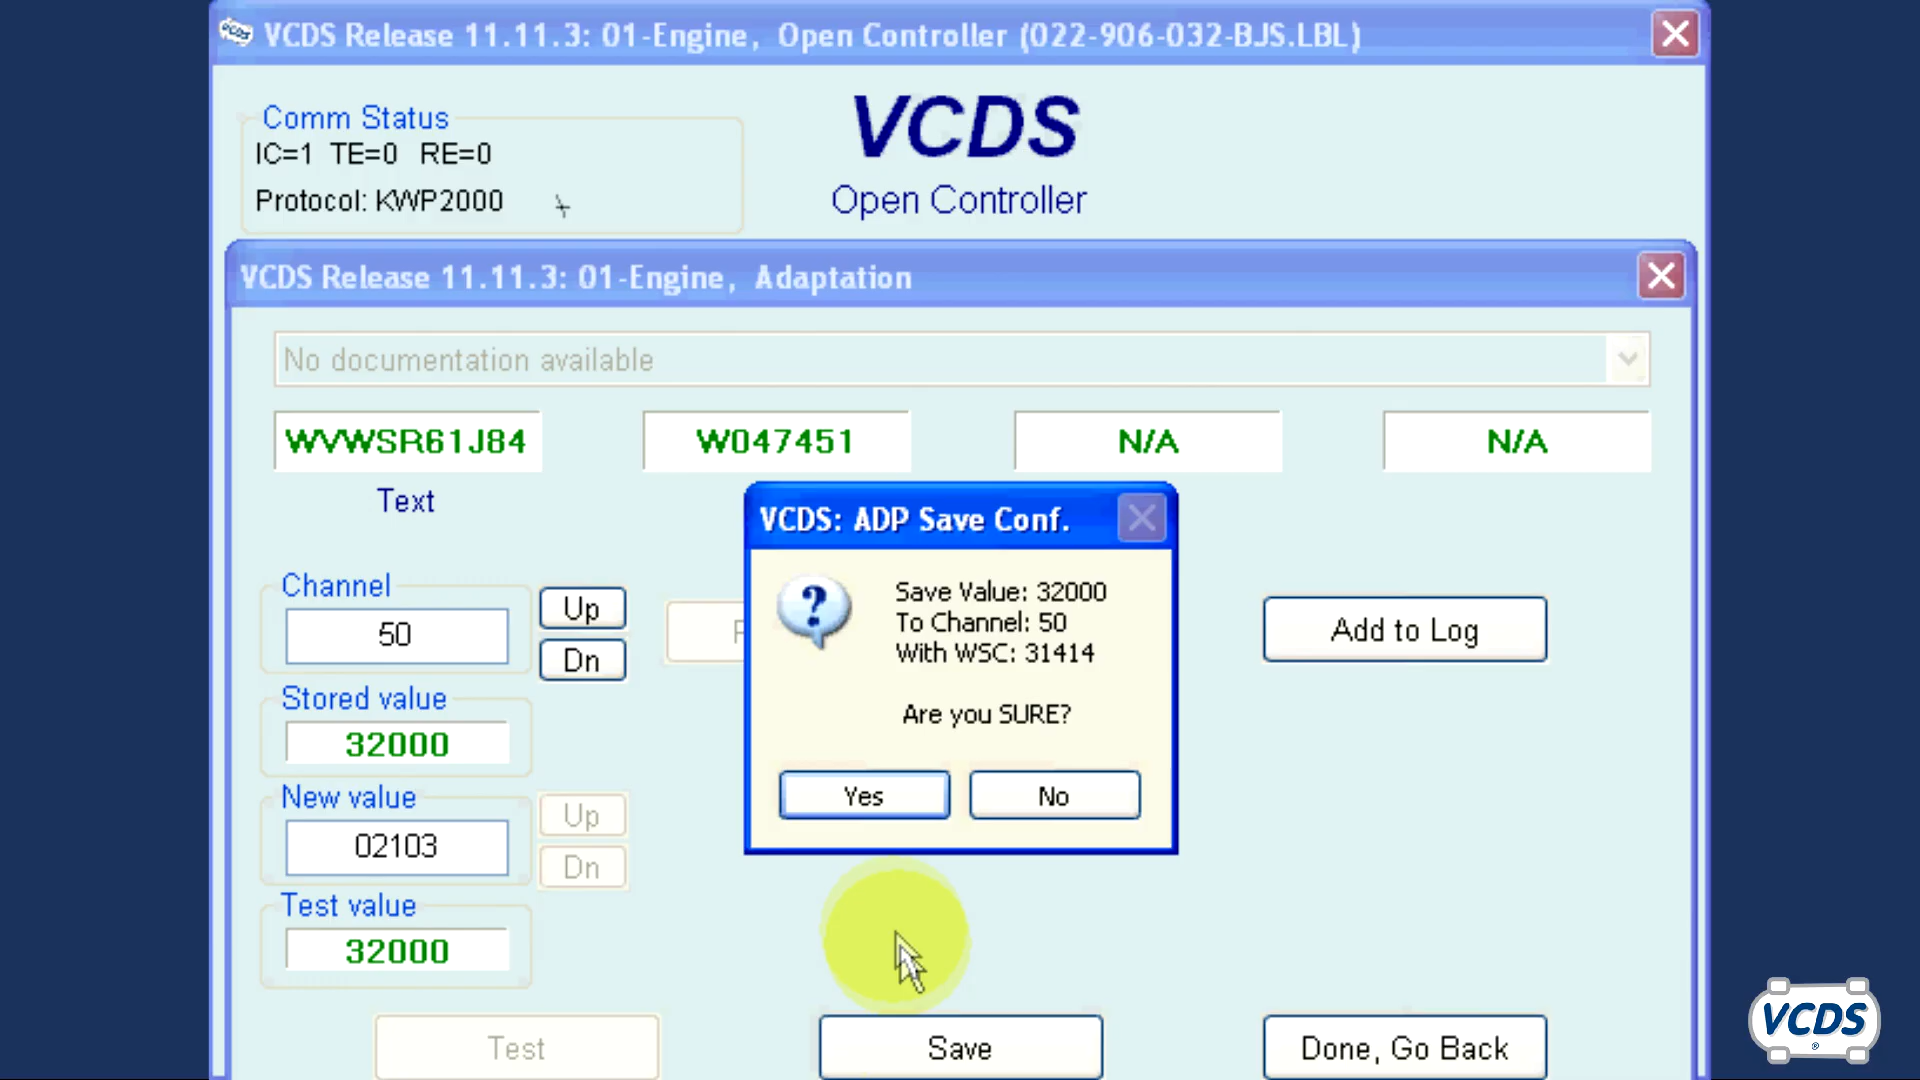 VCDS Release 11.11.3: 01-Engine, Open Controller (022-906-032-BJS.LBL)
Comm Status
IC=1 TE=0 RE=0
Protocol: KWP2000
VCDS
Open Controller
VCDS Release 11.11.3: 01-Engine, Adaptation
No documentation available
WVWSR61J84
W047451
N/A
N/A
Text
VCDS: ADP Save Conf.
Save Value: 32000
To Channel: 50
With WSC: 31414
Are you SURE?
Yes
No
Channel
50
Up
Dn
Add to Log
Stored value
32000
New value
02103
Up
Dn
Test value
32000
Test
Save
Done, Go Back
VCDS